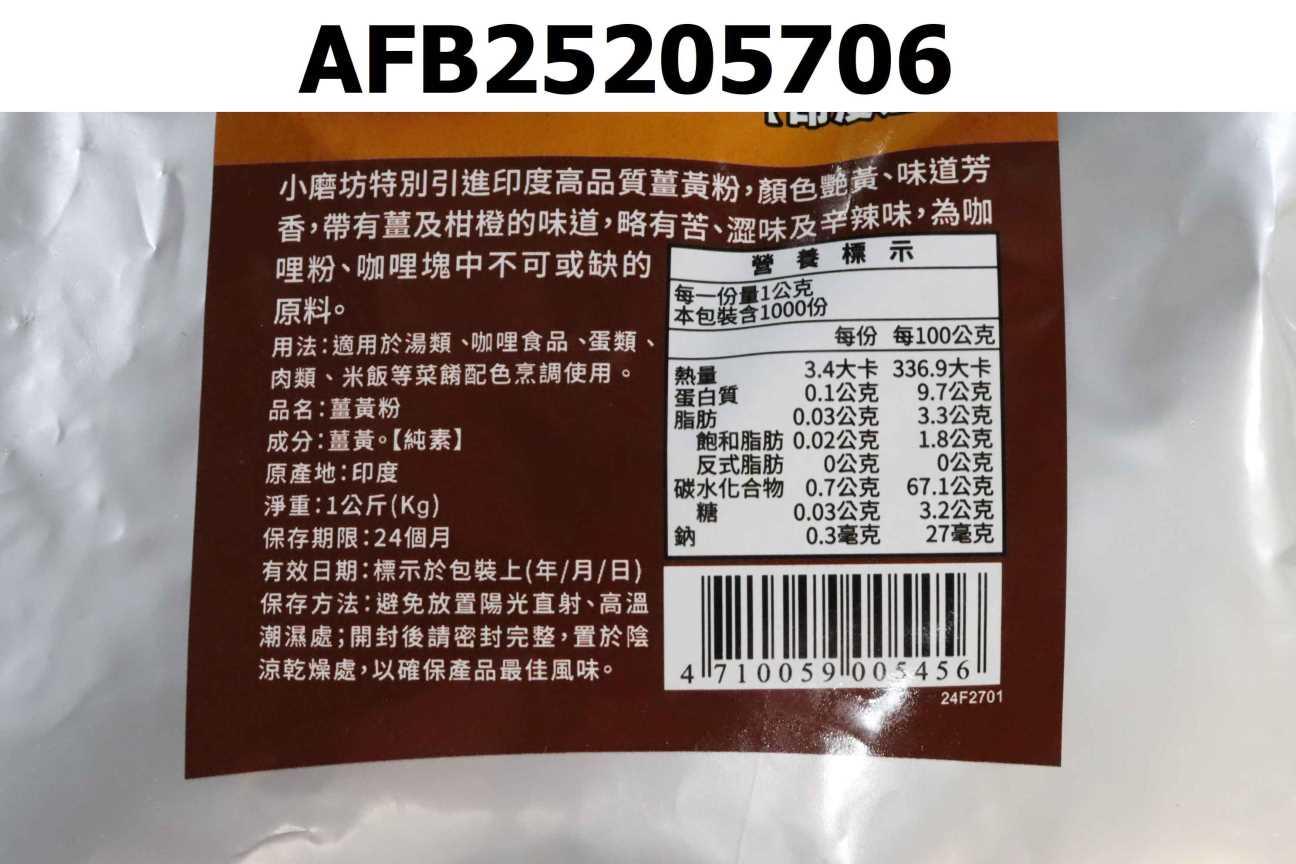 AFB25205706
小磨坊特別引進印度高品質薑黃粉，顏色艷黃、味道芳
香，帶有薑及柑橙的味道，略有苦、澀味及辛辣味，為咖
哩粉、咖哩塊中不可或缺的
原料。
用法：適用於湯類、咖哩食品、蛋類、
肉類、米飯等菜餚配色烹調使用。
品名：薑黃粉
成分：薑黃。【純素】
原產地：印度
淨重：1公斤(Kg)
保存期限：24個月
有效日期：標示於包裝上(年/月/日)
保存方法：避免放置陽光直射、高溫
潮濕處；開封後請密封完整，置於陰
涼乾燥處，以確保產品最佳風味。
營養標示
每一份量1公克
本包裝含1000份
每份 每100公克
熱量 3.4大卡 336.9大卡
蛋白質 0.1公克 9.7公克
脂肪 0.03公克 3.3公克
飽和脂肪 0.02公克 1.8公克
反式脂肪 0公克 0公克
碳水化合物 0.7公克 67.1公克
糖 0.03公克 3.2公克
鈉 0.3毫克 27毫克
4 710059 005456
24F2701